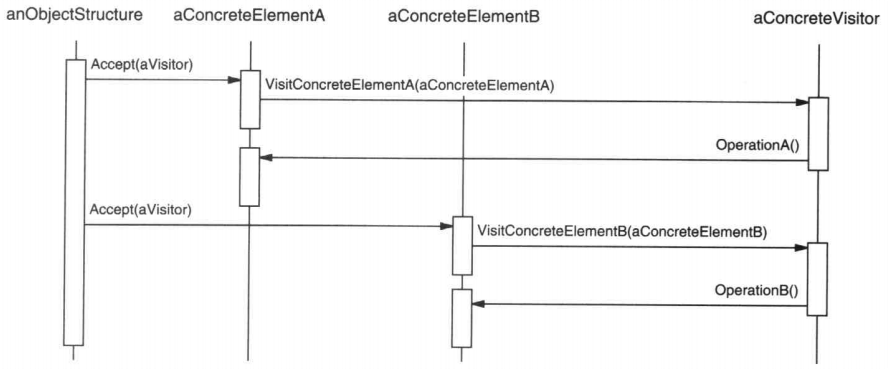 anObjectStructure aConcreteElementA aConcreteElementB aConcreteVisitor
Accept(aVisitor)
VisitConcreteElementA(aConcreteElementA)
OperationA()
Accept(aVisitor)
VisitConcreteElementB(aConcreteElementB)
OperationB()